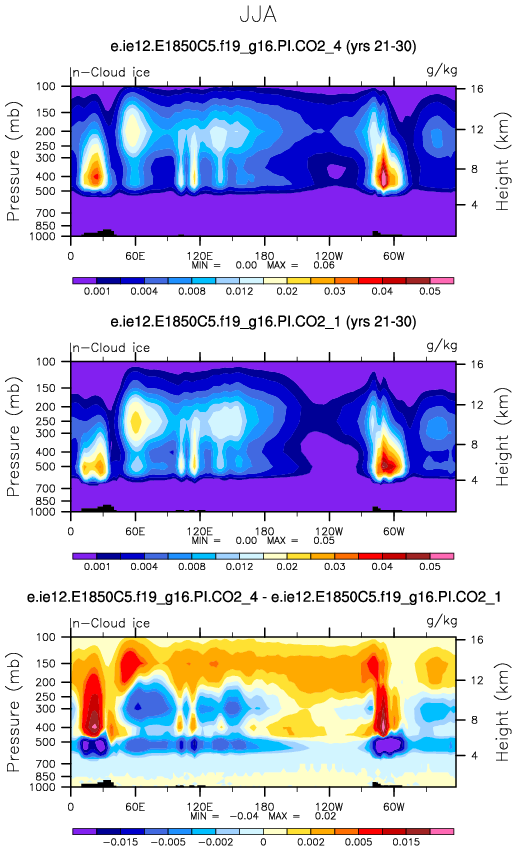 JJA
e.ie12.E1850C5.f19_g16.PI.CO2_4 (yrs 21-30)
In-Cloud ice g/kg
Pressure (mb)
Height (km)
100
150
200
250
300
400
500
700
850
1000
16
12
8
4
0 60E 120E 180 120W 60W
MIN = 0.00 MAX = 0.06
0.001 0.004 0.008 0.012 0.02 0.03 0.04 0.05
e.ie12.E1850C5.f19_g16.PI.CO2_1 (yrs 21-30)
In-Cloud ice g/kg
Pressure (mb)
Height (km)
100
150
200
250
300
400
500
700
850
1000
16
12
8
4
0 60E 120E 180 120W 60W
MIN = 0.00 MAX = 0.05
0.001 0.004 0.008 0.012 0.02 0.03 0.04 0.05
e.ie12.E1850C5.f19_g16.PI.CO2_4 - e.ie12.E1850C5.f19_g16.PI.CO2_1
In-Cloud ice g/kg
Pressure (mb)
Height (km)
100
150
200
250
300
400
500
700
850
1000
16
12
8
4
0 60E 120E 180 120W 60W
MIN = -0.04 MAX = 0.02
-0.015 -0.005 -0.002 0 0.002 0.005 0.015